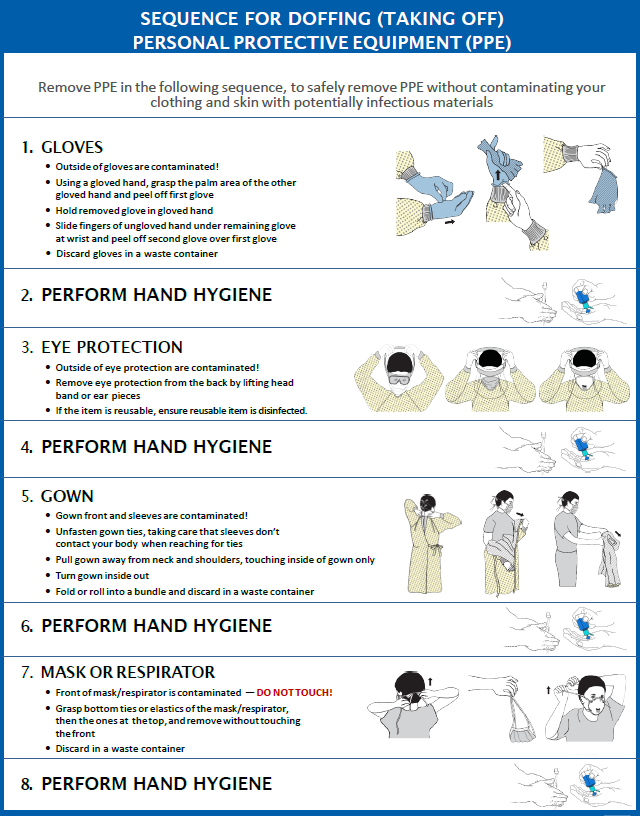 SEQUENCE FOR DOFFING (TAKING OFF)
PERSONAL PROTECTIVE EQUIPMENT (PPE)
Remove PPE in the following sequence, to safely remove PPE without contaminating your
clothing and skin with potentially infectious materials
1. GLOVES
• Outside of gloves are contaminated!
• Using a gloved hand, grasp the palm area of the other
gloved hand and peel off first glove
• Hold removed glove in gloved hand
• Slide fingers of ungloved hand under remaining glove
at wrist and peel off second glove over first glove
• Discard gloves in a waste container
2. PERFORM HAND HYGIENE
3. EYE PROTECTION
• Outside of eye protection are contaminated!
• Remove eye protection from the back by lifting head
band or ear pieces
• If the item is reusable, ensure reusable item is disinfected.
4. PERFORM HAND HYGIENE
5. GOWN
• Gown front and sleeves are contaminated!
• Unfasten gown ties, taking care that sleeves don't
contact your body when reaching for ties
• Pull gown away from neck and shoulders, touching inside of gown only
• Turn gown inside out
• Fold or roll into a bundle and discard in a waste container
6. PERFORM HAND HYGIENE
7. MASK OR RESPIRATOR
• Front of mask/respirator is contaminated — DO NOT TOUCH!
• Grasp bottom ties or elastics of the mask/respirator,
then the ones at the top, and remove without touching
the front
• Discard in a waste container
8. PERFORM HAND HYGIENE